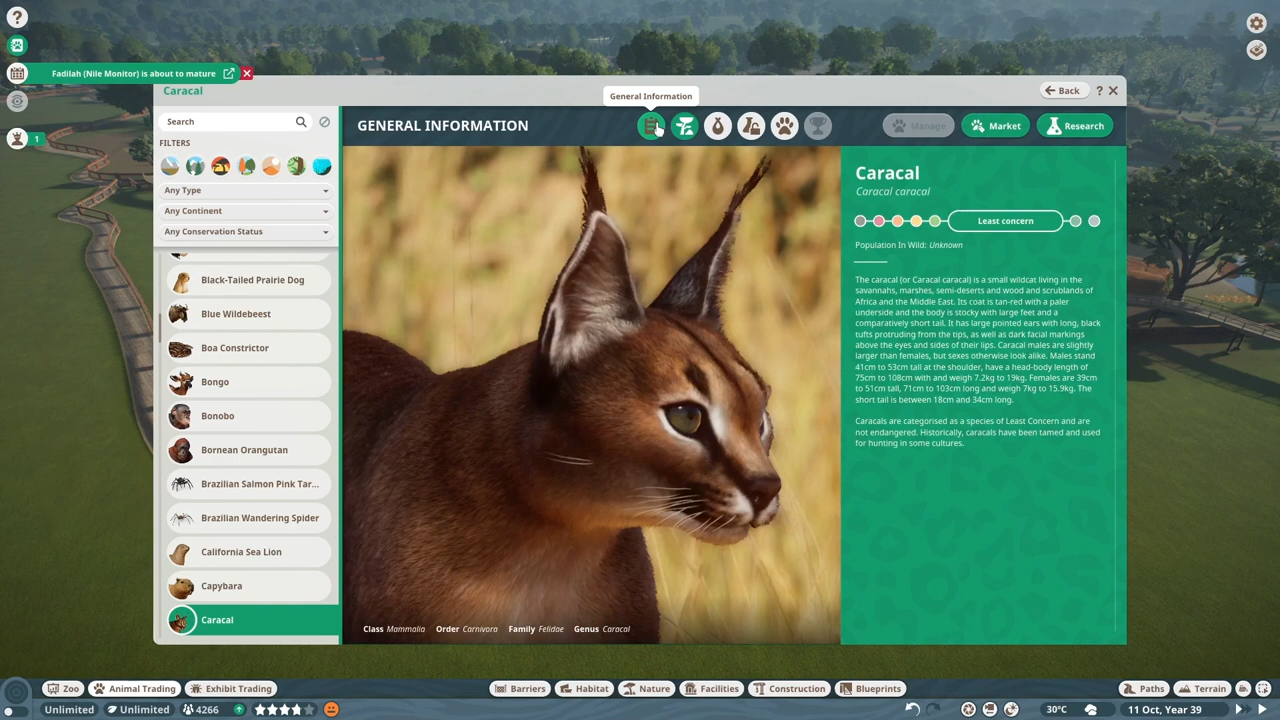 ?
Fadilah (Nile Monitor) is about to mature
1
Caracal
General Information
Back
?
Search
FILTERS
Any Type
Any Continent
Any Conservation Status
Black-Tailed Prairie Dog
Blue Wildebeest
Boa Constrictor
Bongo
Bonobo
Bornean Orangutan
Brazilian Salmon Pink Tar...
Brazilian Wandering Spider
California Sea Lion
Capybara
Caracal
GENERAL INFORMATION
Manage
Market
Research
Class Mammalia Order Carnivora Family Felidae Genus Caracal
Caracal
Caracal caracal
Least concern
Population In Wild: Unknown
The caracal (or Caracal caracal) is a small wildcat living in the
savannahs, marshes, semi-deserts and wood and scrublands of
Africa and the Middle East. Its coat is tan-red with a paler
underside and the body is stocky with large feet and a
comparatively short tail. It has large pointed ears with long, black
tufts protruding from the tips, as well as dark facial markings
above the eyes and sides of their lips. Caracal males are slightly
larger than females, but sexes otherwise look alike. Males stand
41cm to 53cm tall at the shoulder, have a head-body length of
75cm to 108cm with and weigh 7.2kg to 19kg. Females are 39cm
to 51cm tall, 71cm to 103cm long and weigh 7kg to 15.9kg. The
short tail is between 18cm and 34cm long.
Caracals are categorised as a species of Least Concern and are
not endangered. Historically, caracals have been tamed and used
for hunting in some cultures.
Zoo
Animal Trading
Exhibit Trading
Barriers
Habitat
Nature
Facilities
Construction
Blueprints
Paths
Terrain
Unlimited
Unlimited
4266
30°C
11 Oct, Year 39